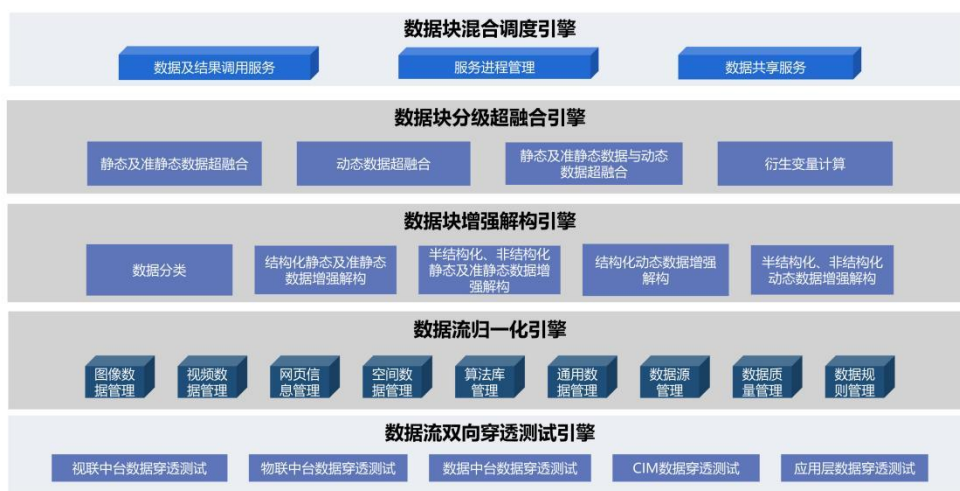 数据块混合调度引擎
数据及结果调用服务
服务进程管理
数据共享服务
数据块分级超融合引擎
静态及准静态数据超融合
动态数据超融合
静态及准静态数据与动态
数据超融合
衍生变量计算
数据块增强解构引擎
数据分类
结构化静态及准静态
数据增强解构
半结构化、非结构化
静态及准静态数据增
强解构
结构化动态数据增强
解构
半结构化、非结构化
动态数据增强解构
数据流归一化引擎
图像数
据管理
视频数
据管理
网页信
息管理
空间数
据管理
算法库
管理
通用数
据管理
数据源
管理
数据质
量管理
数据规
则管理
数据流双向穿透测试引擎
视联中台数据穿透测试
物联中台数据穿透测试
数据中台数据穿透测试
CIM数据穿透测试
应用层数据穿透测试